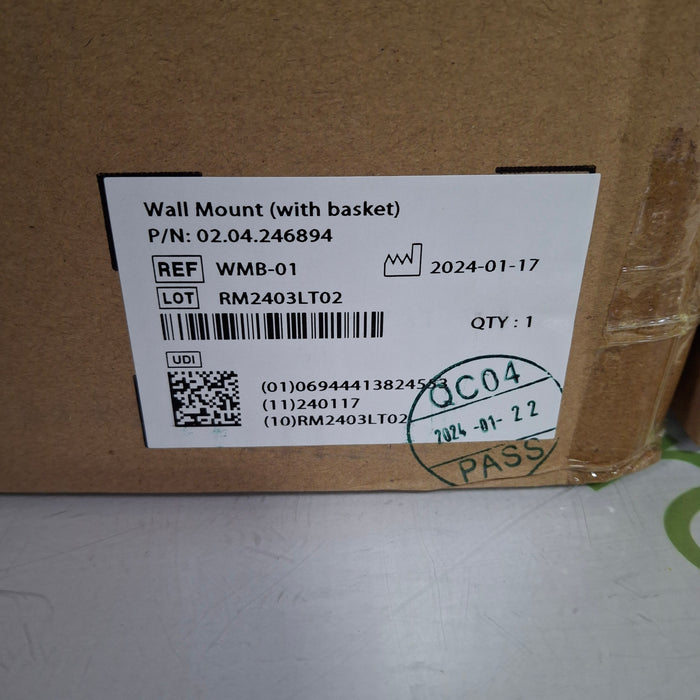 Wall Mount (with basket)
P/N: 02.04.246894
REF WMB-01 2024-01-17
LOT RM2403LT02
QTY : 1
UDI
(01)06944413824553
(11)240117
(10)RM2403LT02
QC04
2024 -01- 22
PASS